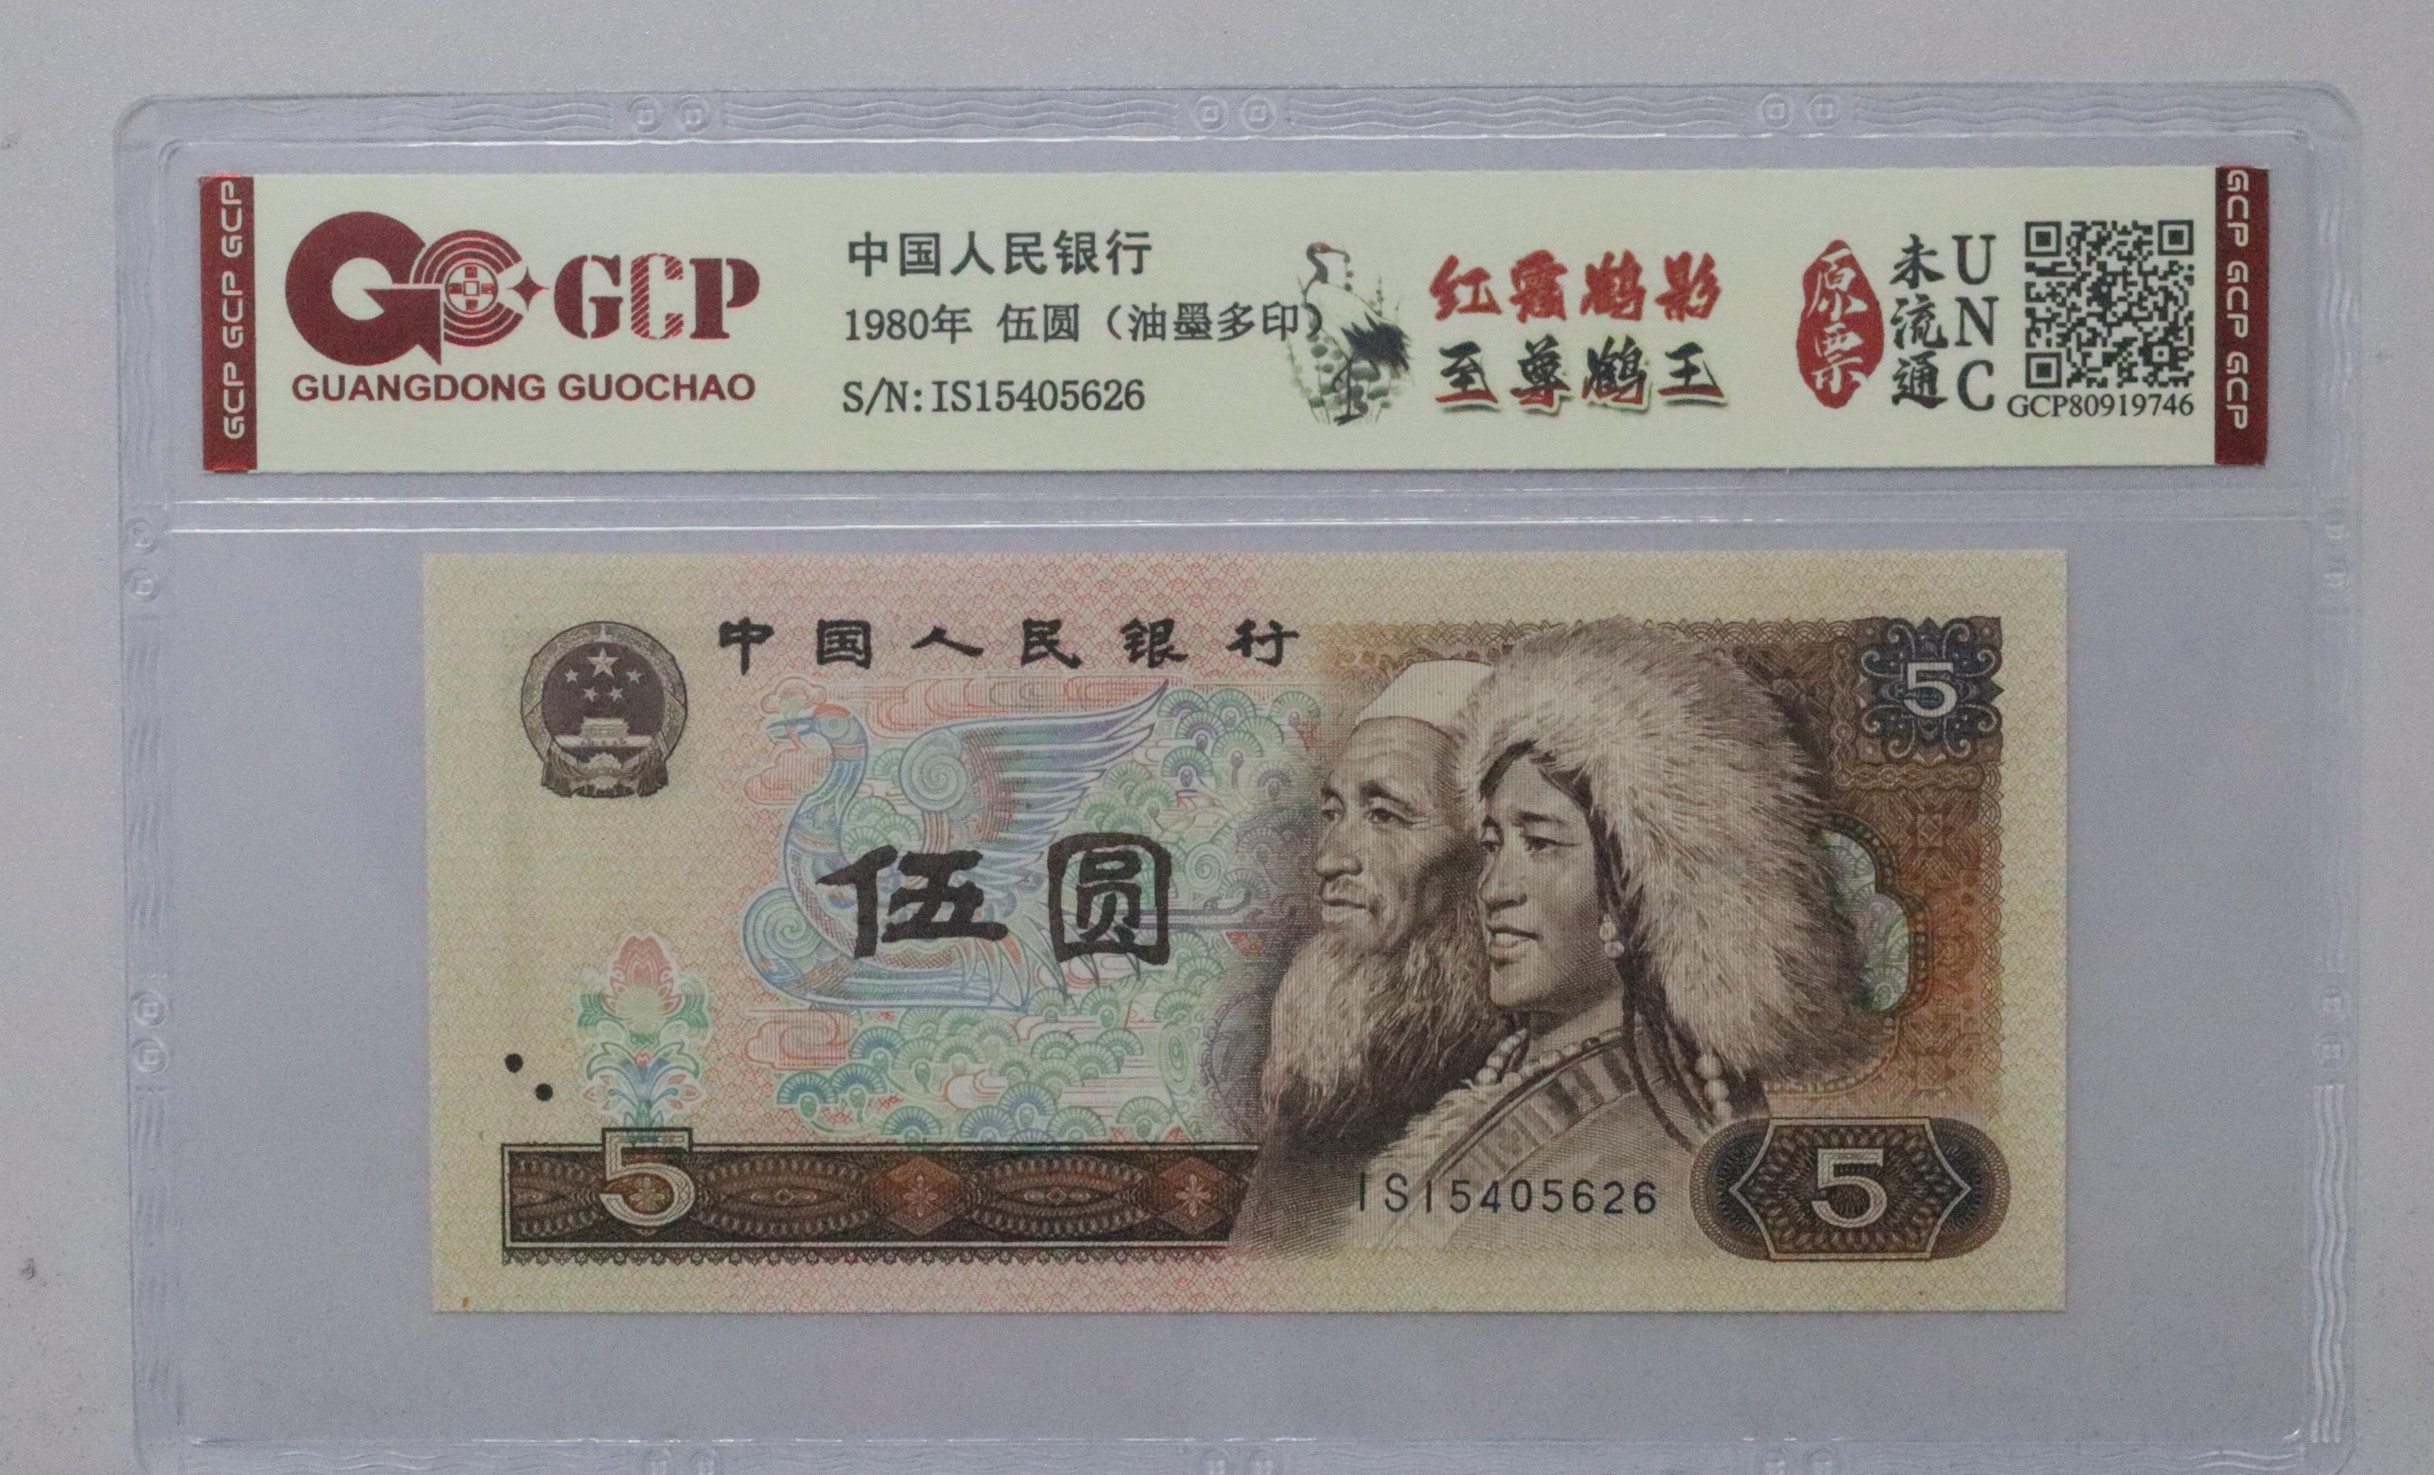 GCP GCP GCP
GCP
GUANGDONG GUOCHAO
中国人民银行
1980年 伍圆（油墨多印）
S/N:IS15405626
红霞鹤影
至尊鹤王
原票
未流通
UNC
GCP80919746
GCP GCP GCP
中国人民银行
5
伍圆
5
IS15405626
5